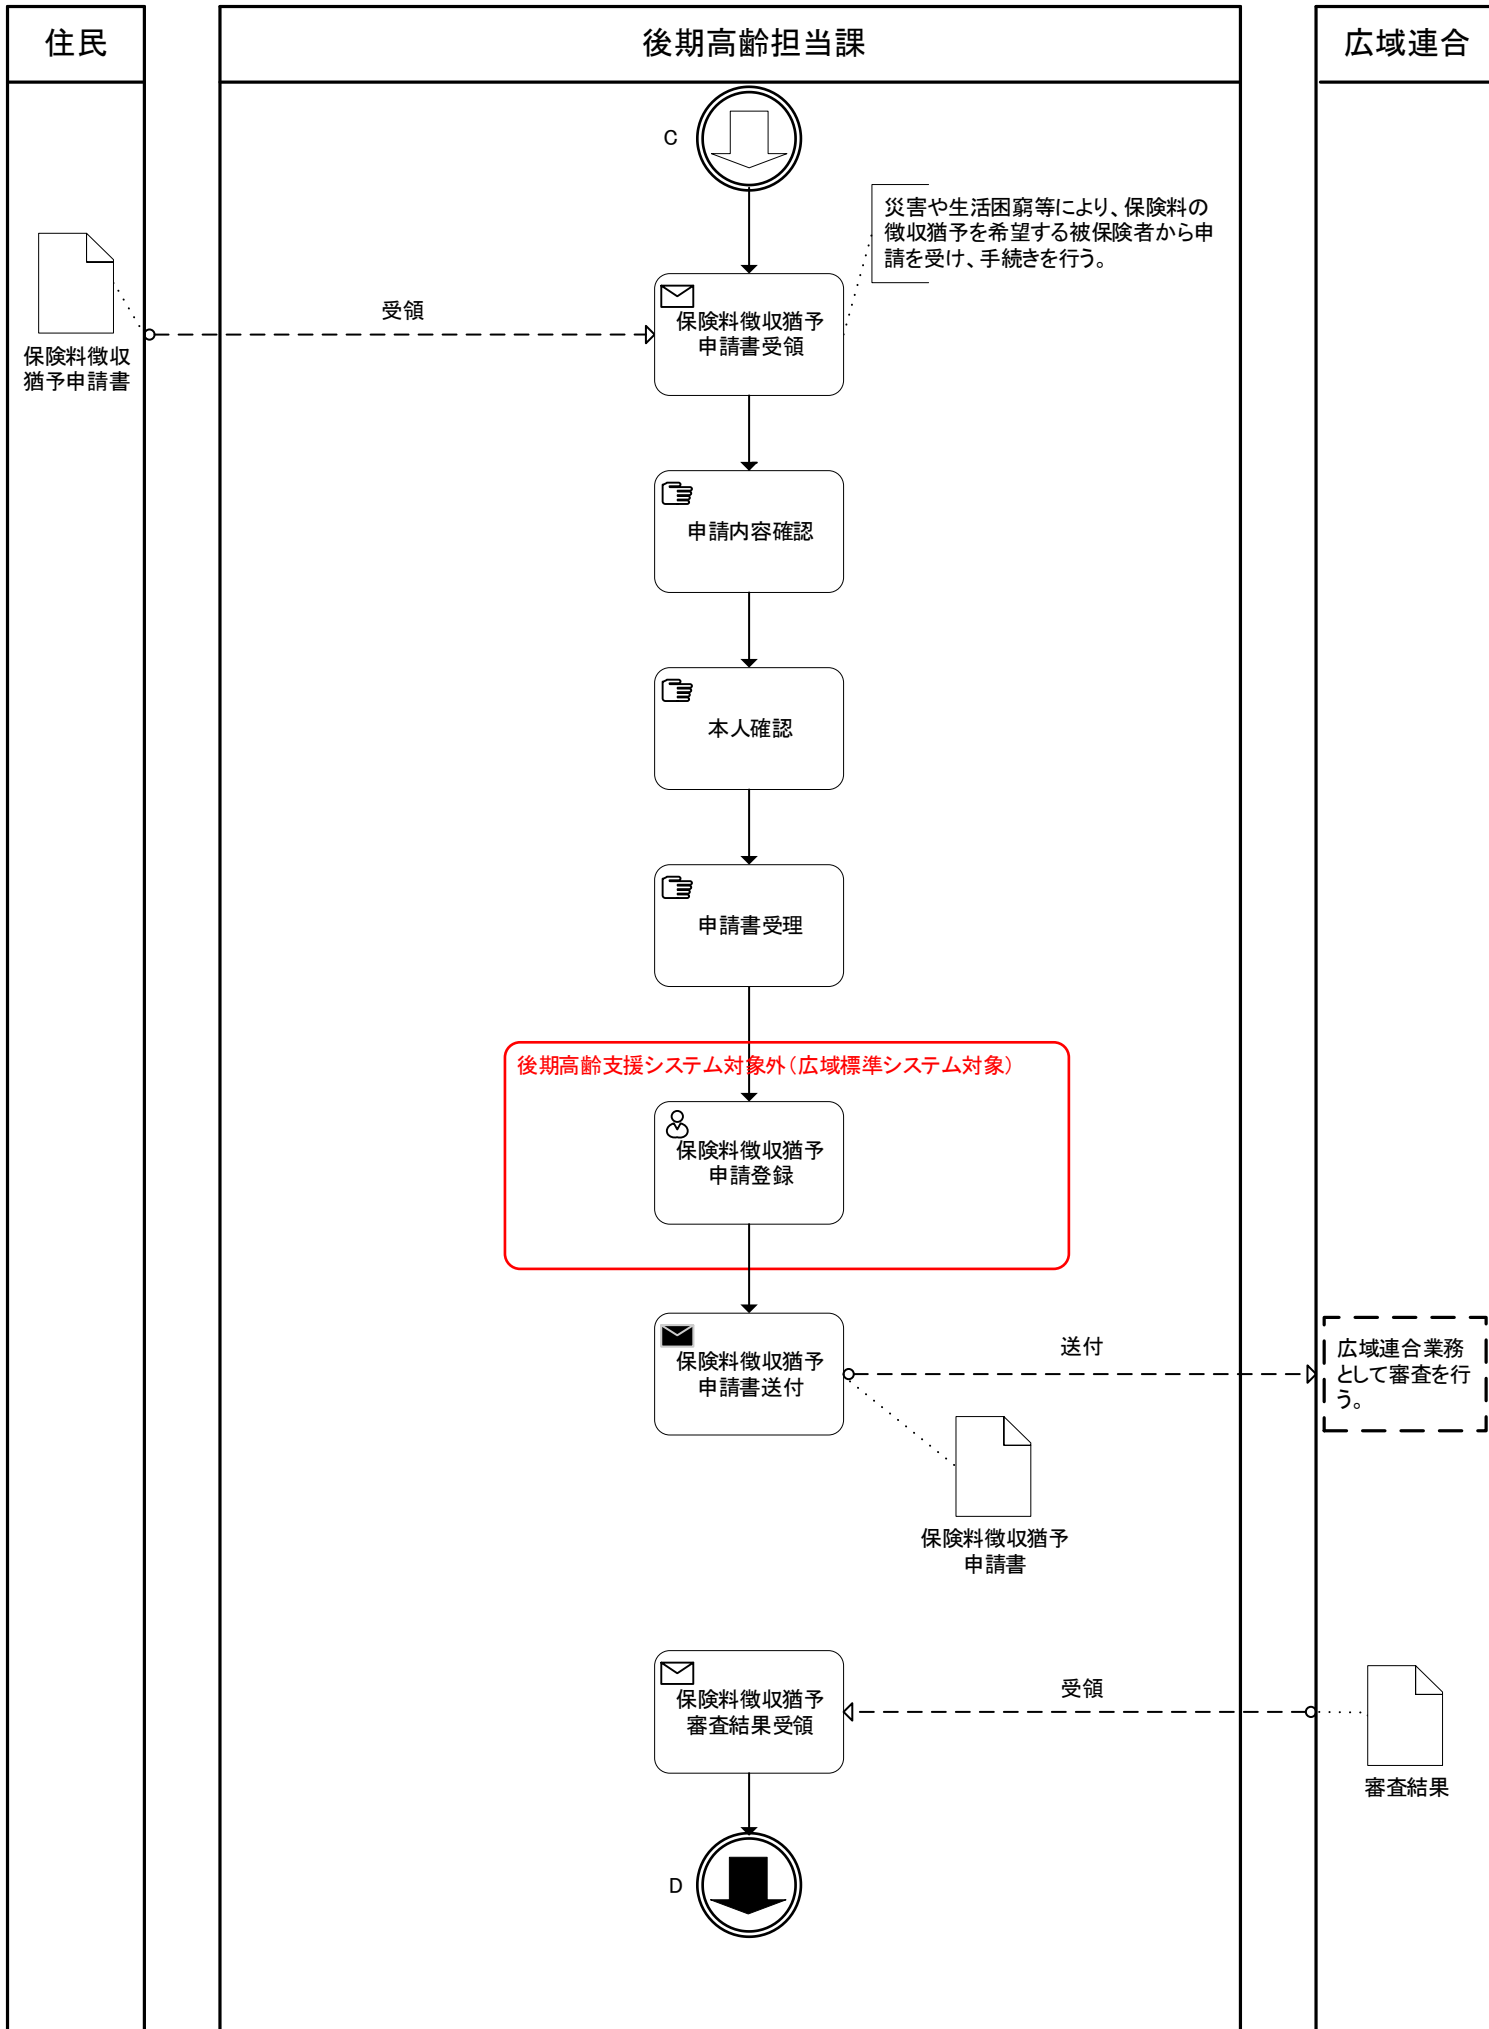 住民
後期高齢担当課
広域連合
C
災害や生活困窮等により、保険料の
徴収猶予を希望する被保険者から申
請を受け、手続きを行う。
受領
保険料徴収猶予
申請書受領
保険料徴収
猶予申請書
申請内容確認
本人確認
申請書受理
後期高齢支援システム対象外（広域標準システム対象）
保険料徴収猶予
申請登録
保険料徴収猶予
申請書送付
送付
広域連合業務
として審査を行
う。
保険料徴収猶予
申請書
保険料徴収猶予
審査結果受領
受領
審査結果
D